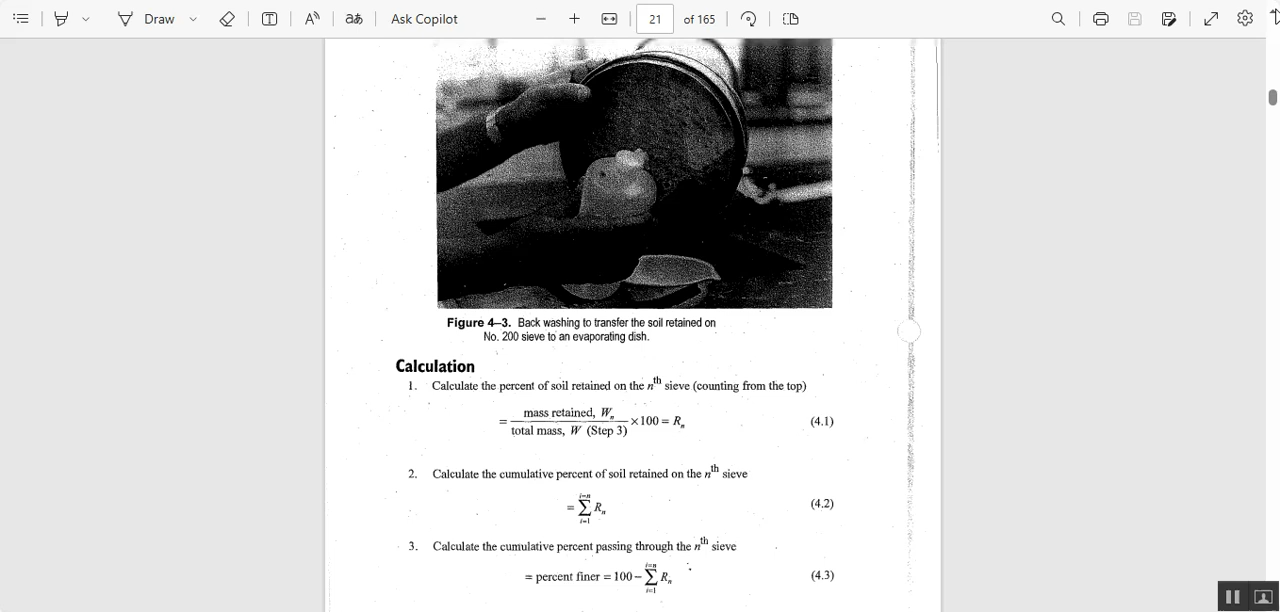 Draw
Ask Copilot
21 of 165
Figure 4–3. Back washing to transfer the soil retained on
No. 200 sieve to an evaporating dish.
Calculation
1. Calculate the percent of soil retained on the nth sieve (counting from the top)
= mass retained, Wn / total mass, W (Step 3) × 100 = Rn (4.1)
2. Calculate the cumulative percent of soil retained on the nth sieve
= i=n ∑ i=1 Rn (4.2)
3. Calculate the cumulative percent passing through the nth sieve
= percent finer = 100 – i=n ∑ i=1 Rn (4.3)